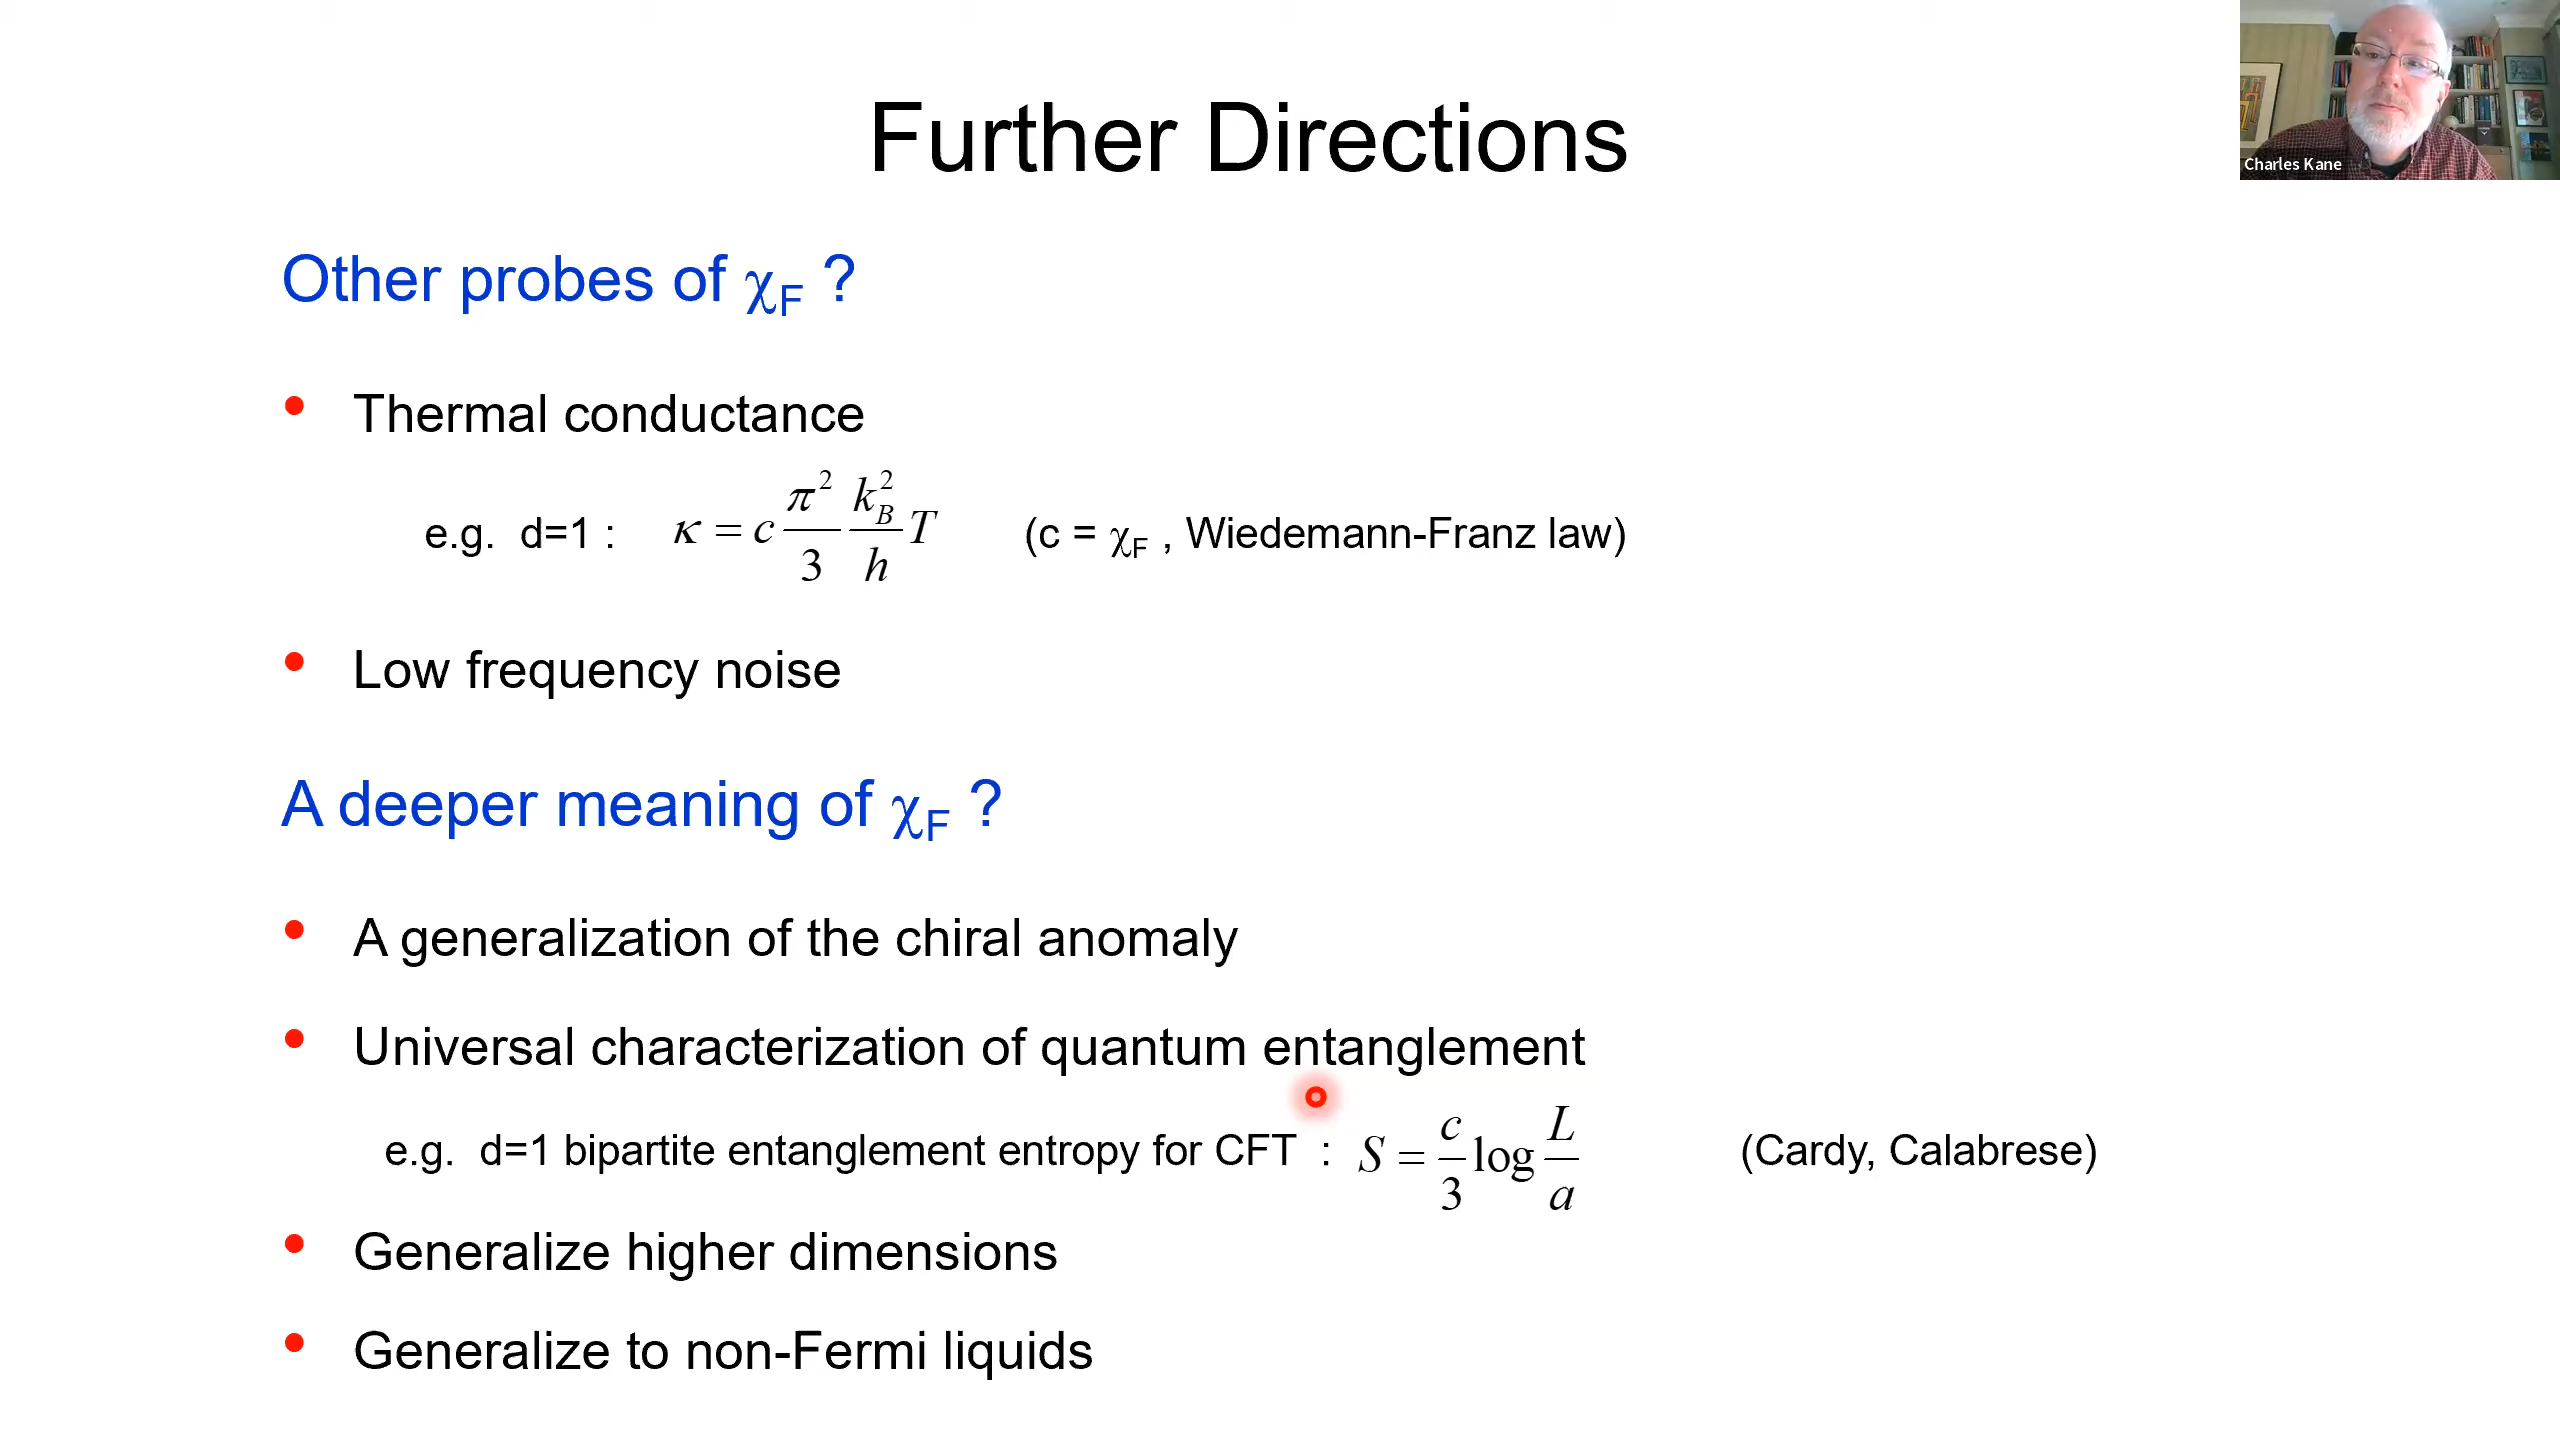 Further Directions
Charles Kane
Other probes of χF ?
• Thermal conductance
e.g. d=1 : κ = c π²/3 k_B²/h T (c = χF , Wiedemann-Franz law)
• Low frequency noise
A deeper meaning of χF ?
• A generalization of the chiral anomaly
• Universal characterization of quantum entanglement
e.g. d=1 bipartite entanglement entropy for CFT : S = c/3 log L/a (Cardy, Calabrese)
• Generalize higher dimensions
• Generalize to non-Fermi liquids